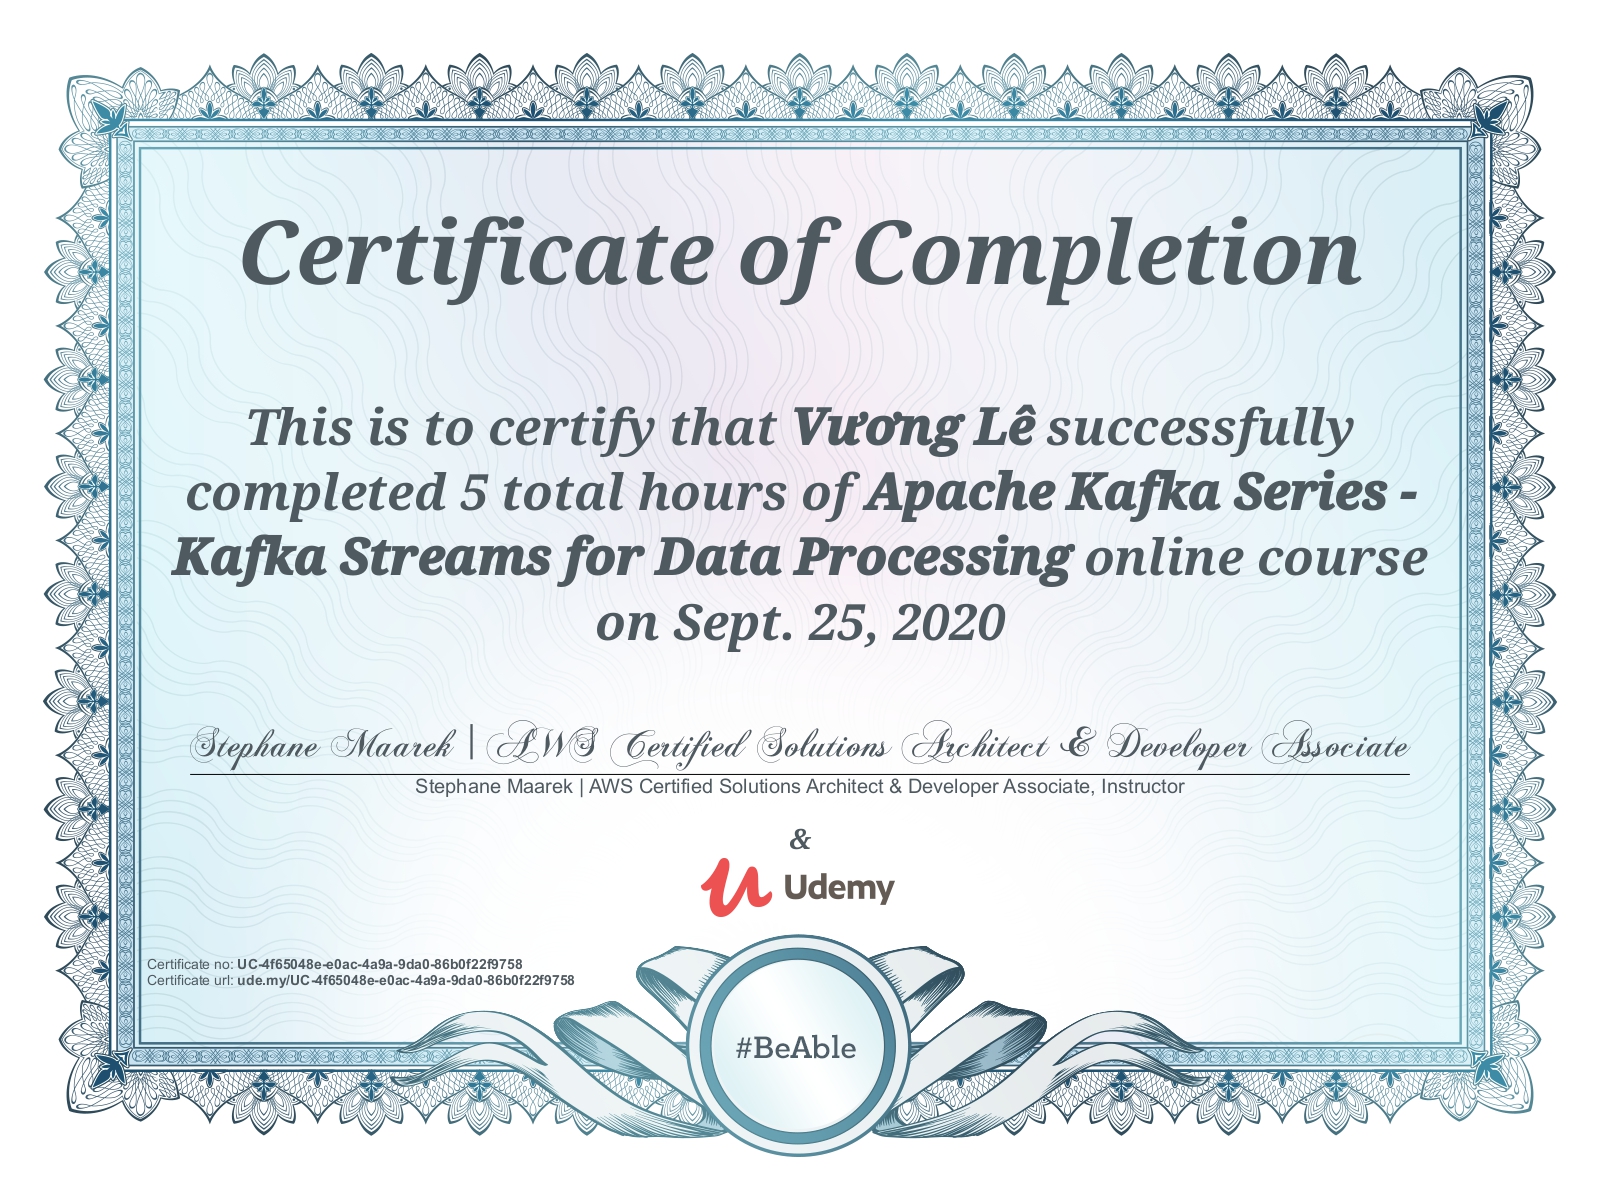 Certificate of Completion
This is to certify that Vương Lê successfully
completed 5 total hours of Apache Kafka Series -
Kafka Streams for Data Processing online course
on Sept. 25, 2020
Stephane Maarek | AWS Certified Solutions Architect & Developer Associate
Stephane Maarek | AWS Certified Solutions Architect & Developer Associate, Instructor
&
Udemy
Certificate no: UC-4f65048e-e0ac-4a9a-9da0-86b0f22f9758
Certificate url: ude.my/UC-4f65048e-e0ac-4a9a-9da0-86b0f22f9758
#BeAble